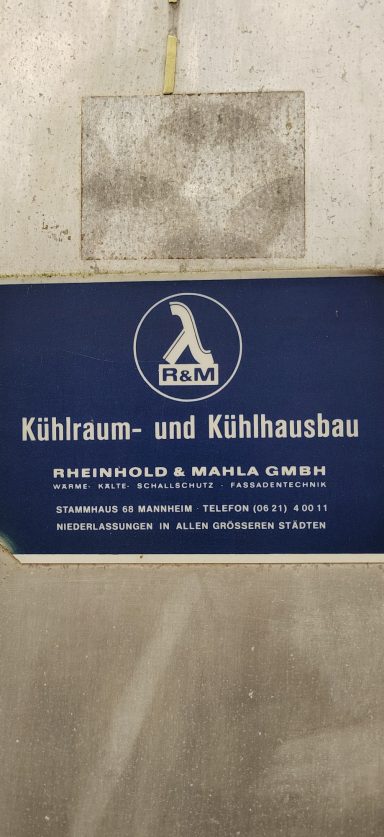 λ
R&M
Kühlraum- und Kühlhausbau
RHEINHOLD & MAHLA GMBH
WÄRME- KÄLTE- SCHALLSCHUTZ · FASSADENTECHNIK
STAMMHAUS 68 MANNHEIM · TELEFON (06 21) 4 00 11
NIEDERLASSUNGEN IN ALLEN GRÖSSEREN STÄDTEN